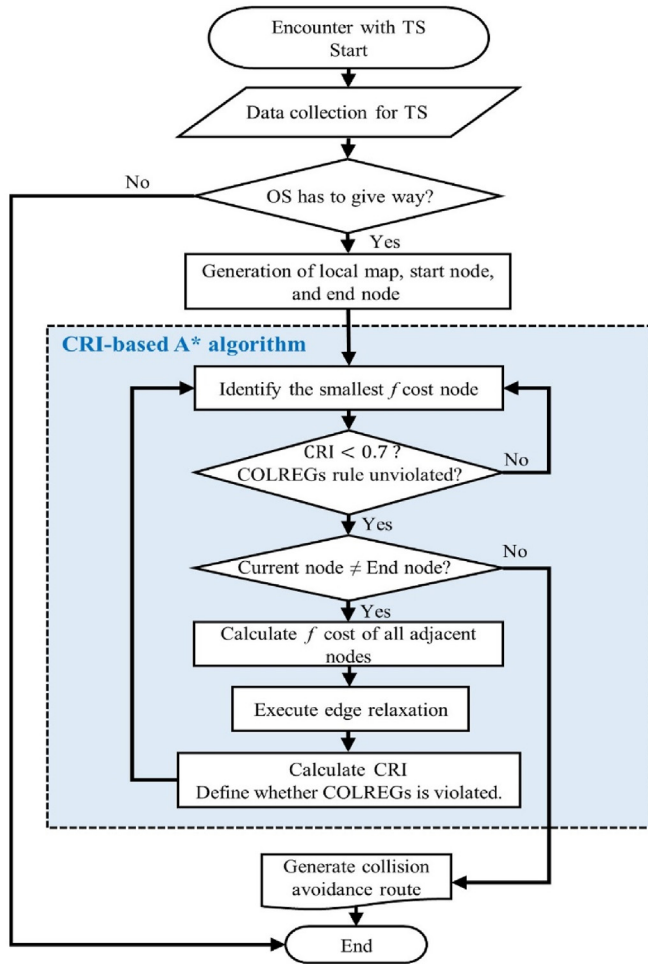 Encounter with TS
Start
Data collection for TS
No
OS has to give way?
Yes
Generation of local map, start node,
and end node
CRI-based A* algorithm
Identify the smallest f cost node
CRI < 0.7 ?
COLREGs rule unviolated?
No
Yes
No
Current node ≠ End node?
Yes
Calculate f cost of all adjacent
nodes
Execute edge relaxation
Calculate CRI
Define whether COLREGs is violated.
Generate collision
avoidance route
End